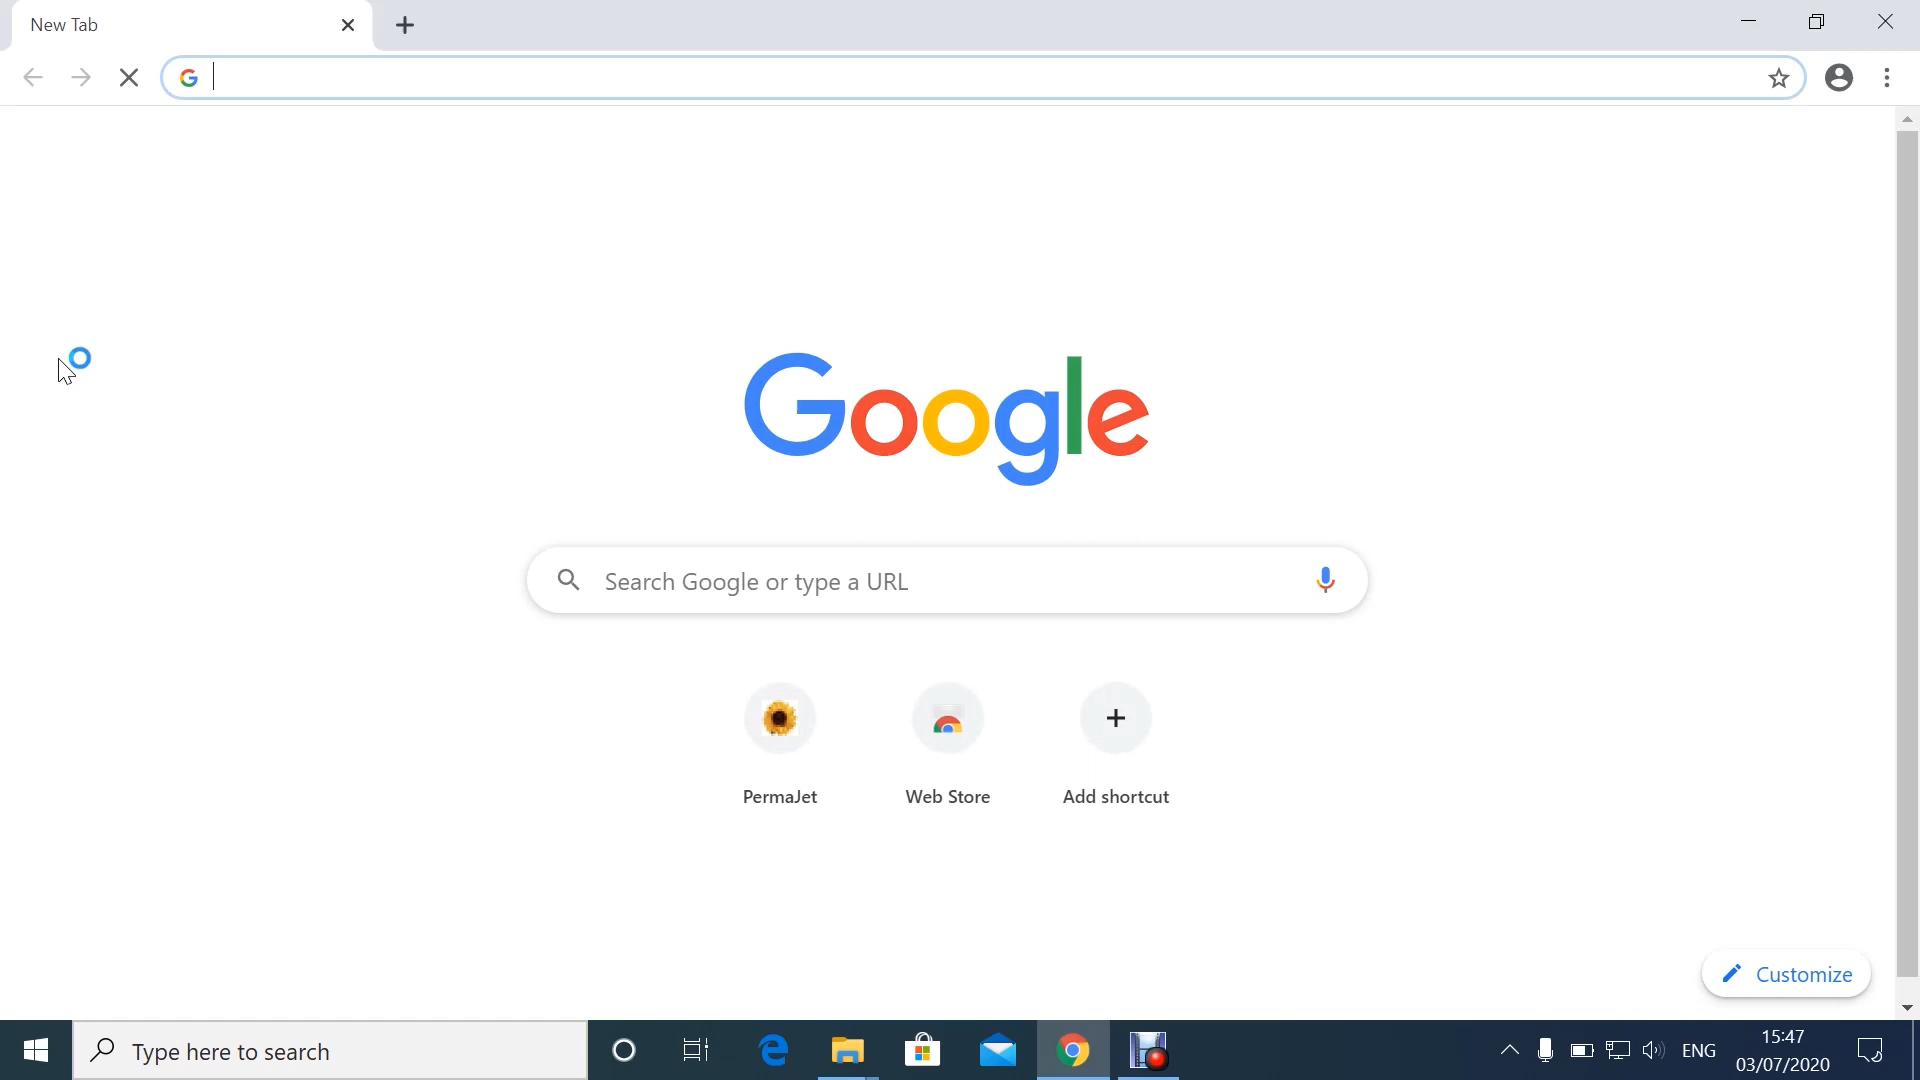 New Tab
Google
Search Google or type a URL
PermaJet
Web Store
Add shortcut
Customize
Type here to search
ENG
15:47
03/07/2020